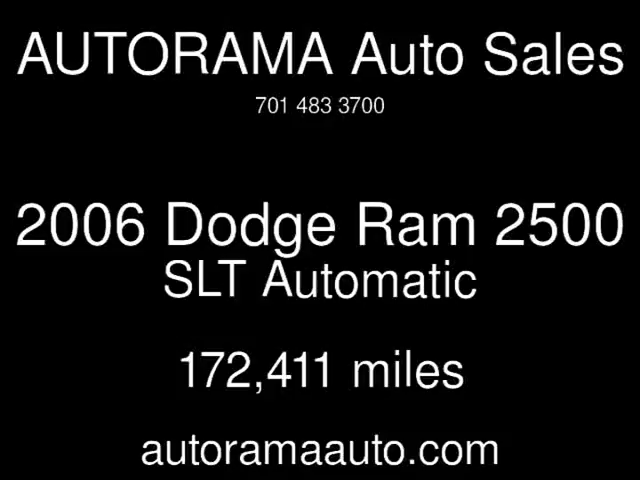 AUTORAMA Auto Sales
701 483 3700
2006 Dodge Ram 2500
SLT Automatic
172,411 miles
autoramaauto.com